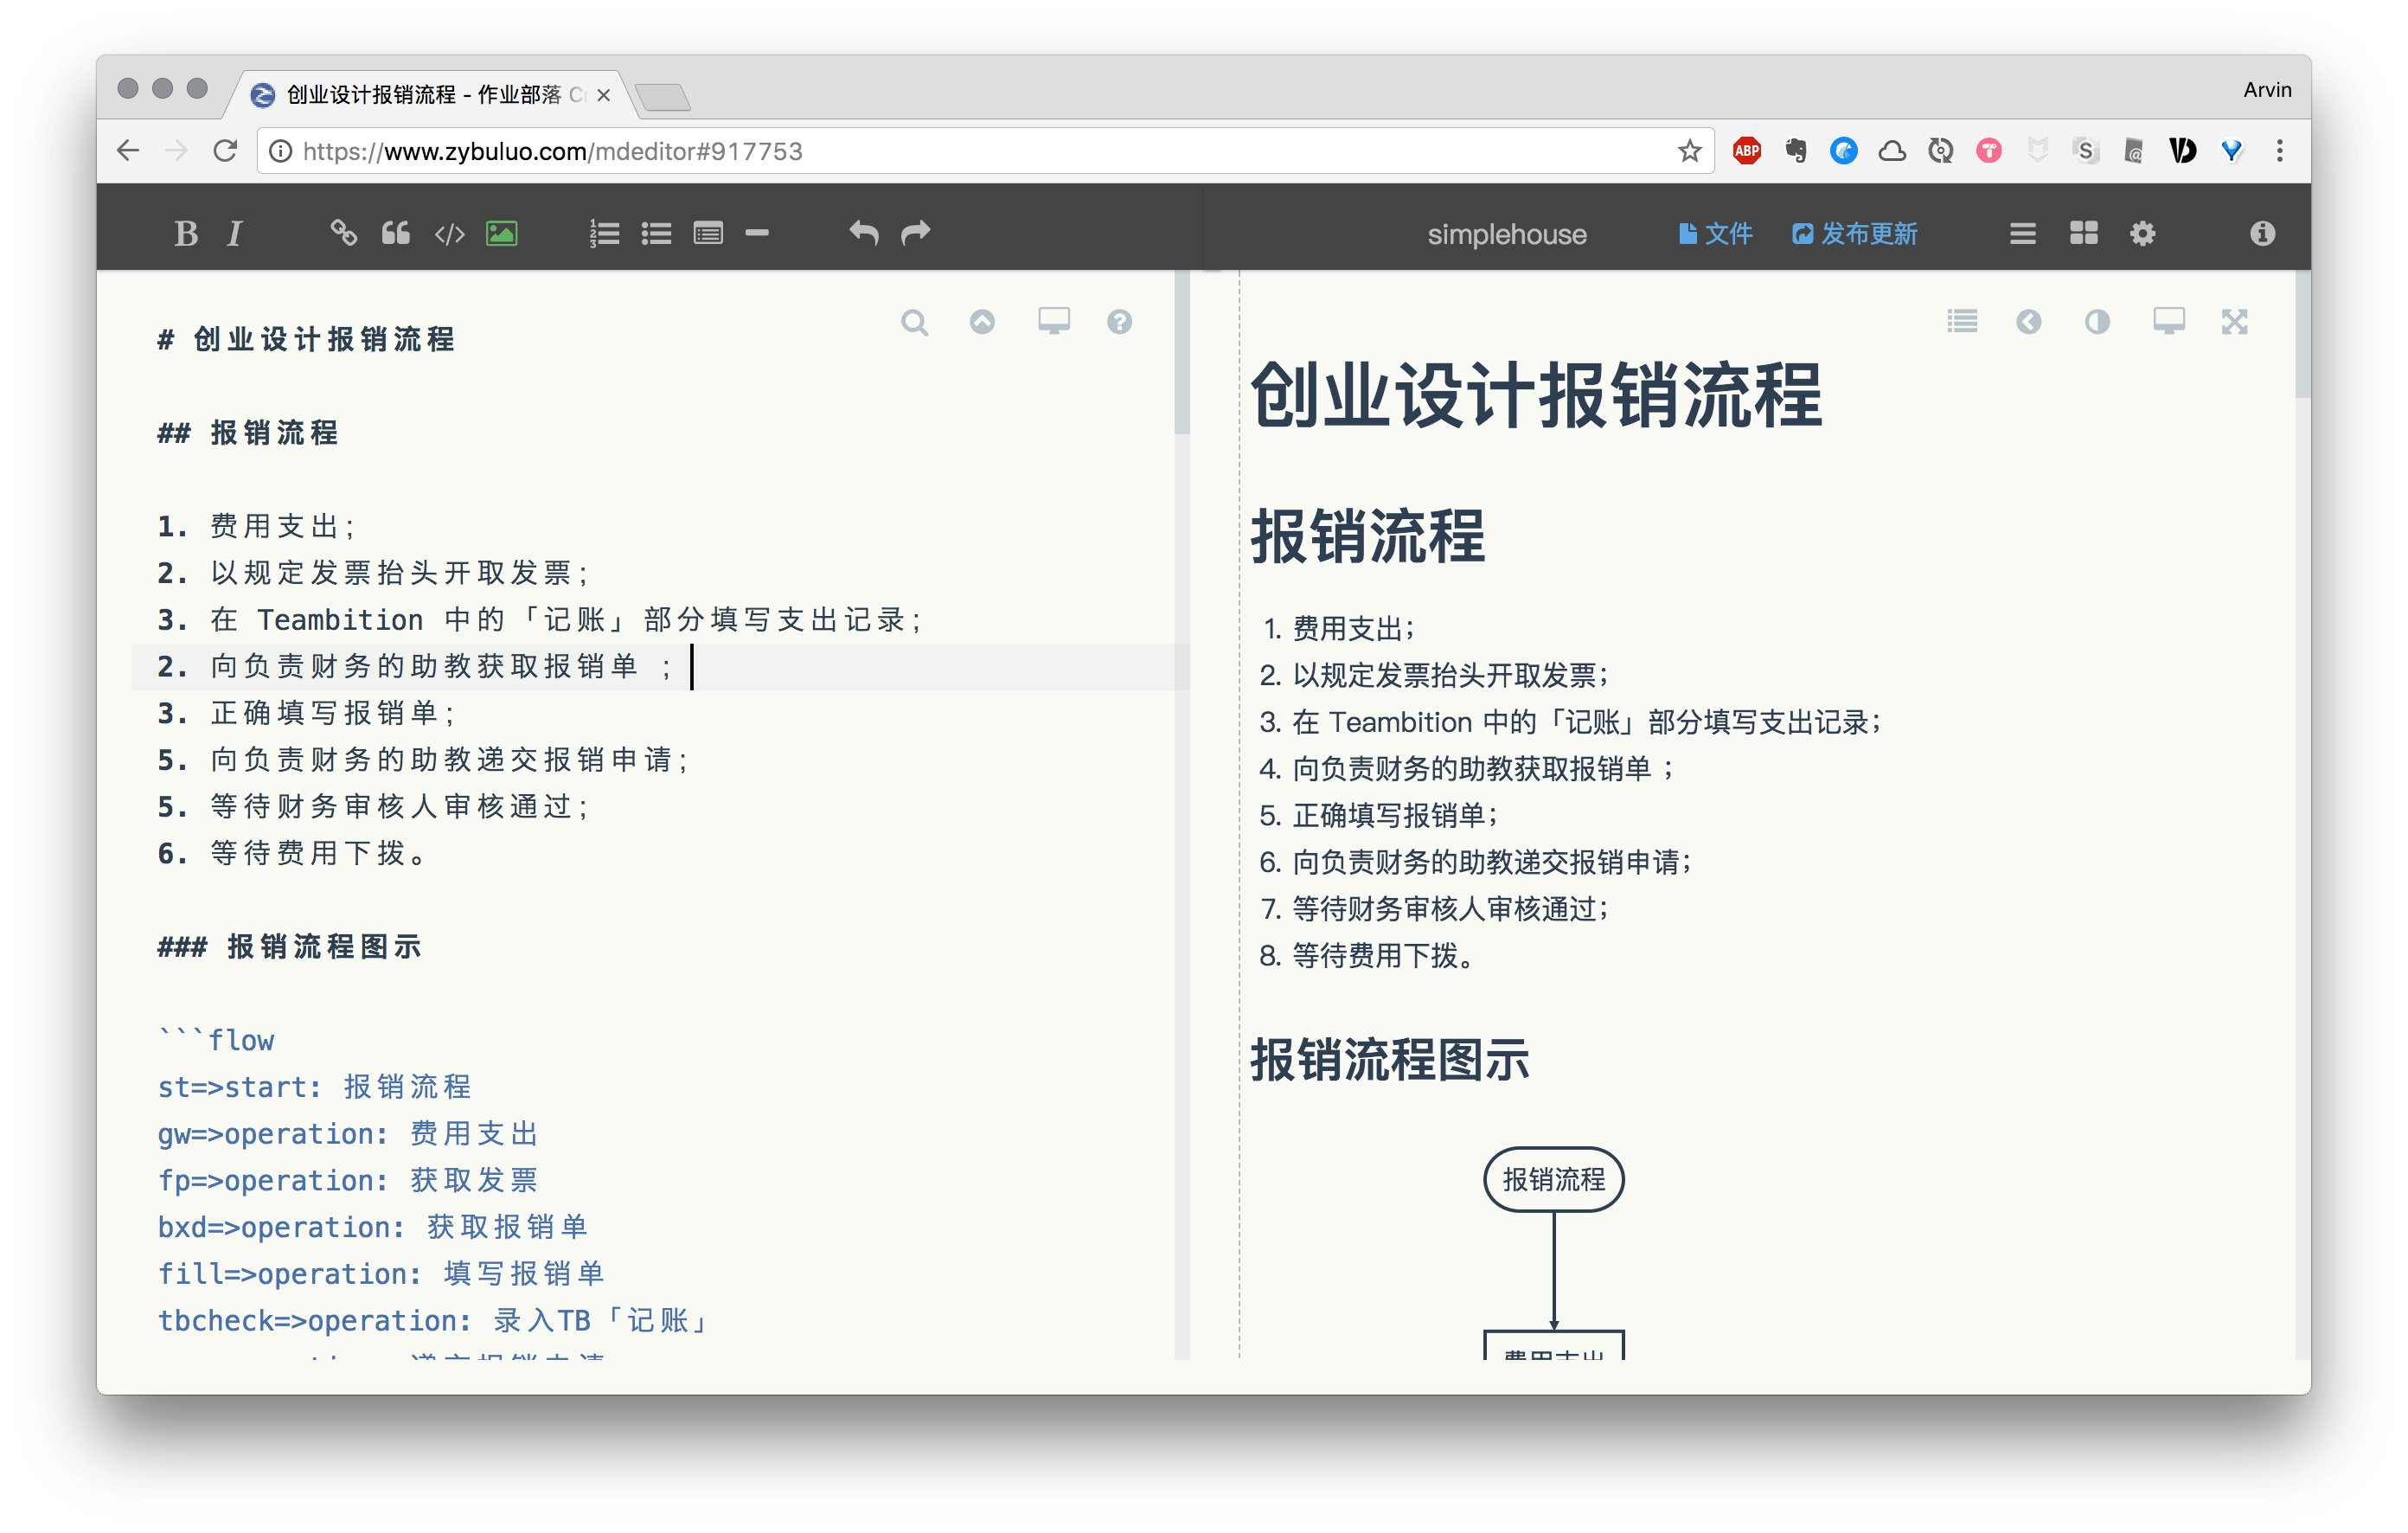 创业设计报销流程 - 作业部落
Arvin
https://www.zybuluo.com/mdeditor#917753
ABP
B I
simplehouse
文件
发布更新
# 创业设计报销流程
## 报销流程
1. 费用支出；
2. 以规定发票抬头开取发票；
3. 在 Teambition 中的「记账」部分填写支出记录；
2. 向负责财务的助教获取报销单 ；
3. 正确填写报销单；
5. 向负责财务的助教递交报销申请；
5. 等待财务审核人审核通过；
6. 等待费用下拨。
### 报销流程图示
```flow
st=>start: 报销流程
gw=>operation: 费用支出
fp=>operation: 获取发票
bxd=>operation: 获取报销单
fill=>operation: 填写报销单
tbcheck=>operation: 录入TB「记账」
创业设计报销流程
报销流程
1. 费用支出；
2. 以规定发票抬头开取发票；
3. 在 Teambition 中的「记账」部分填写支出记录；
4. 向负责财务的助教获取报销单 ；
5. 正确填写报销单；
6. 向负责财务的助教递交报销申请；
7. 等待财务审核人审核通过；
8. 等待费用下拨。
报销流程图示
报销流程
费用支出